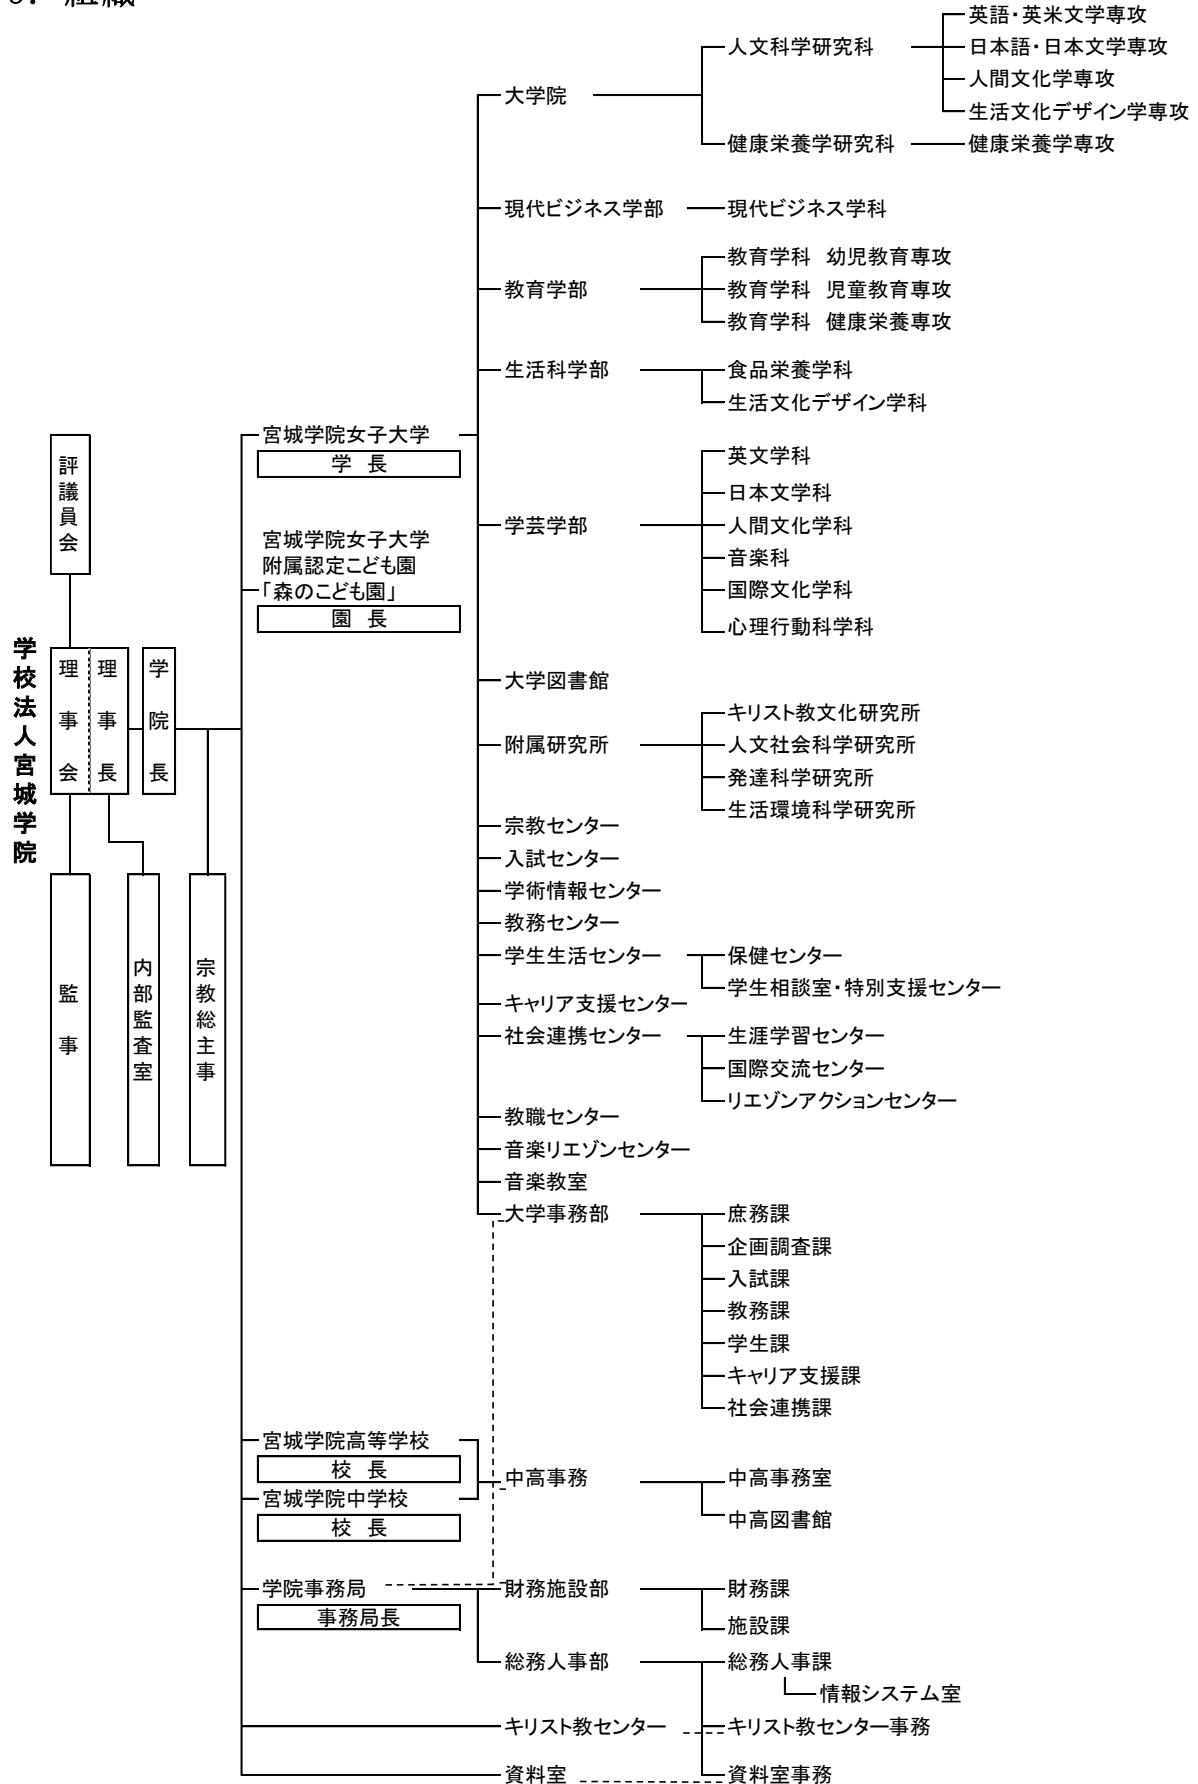 組織
学校法人宮城学院
評議員会
理事会
理事長
学院長
監事
内部監査室
宗教総主事
宮城学院女子大学
学 長
宮城学院女子大学
附属認定こども園
「森のこども園」
園 長
大学院
人文科学研究科
英語・英米文学専攻
日本語・日本文学専攻
人間文化学専攻
生活文化デザイン学専攻
健康栄養学研究科
健康栄養学専攻
現代ビジネス学部
現代ビジネス学科
教育学部
教育学科 幼児教育専攻
教育学科 児童教育専攻
教育学科 健康栄養専攻
生活科学部
食品栄養学科
生活文化デザイン学科
学芸学部
英文学科
日本文学科
人間文化学科
音楽科
国際文化学科
心理行動科学科
大学図書館
附属研究所
キリスト教文化研究所
人文社会科学研究所
発達科学研究所
生活環境科学研究所
宗教センター
入試センター
学術情報センター
教務センター
学生生活センター
保健センター
学生相談室・特別支援センター
キャリア支援センター
社会連携センター
生涯学習センター
国際交流センター
リエゾンアクションセンター
教職センター
音楽リエゾンセンター
音楽教室
大学事務部
庶務課
企画調査課
入試課
教務課
学生課
キャリア支援課
社会連携課
宮城学院高等学校
校 長
宮城学院中学校
校 長
中高事務
中高事務室
中高図書館
学院事務局
事務局長
財務施設部
財務課
施設課
総務人事部
総務人事課
情報システム室
キリスト教センター
キリスト教センター事務
資料室
資料室事務